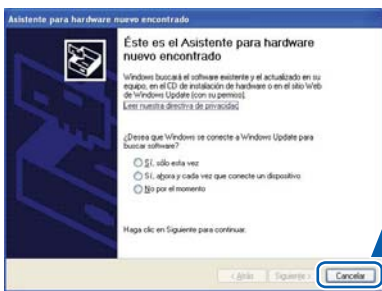 Asistente para hardware nuevo encontrado
Éste es el Asistente para hardware
nuevo encontrado
Windows buscará el software existente y el actualizado en su
equipo, en el CD de instalación de hardware o en el sitio Web
de Windows Update (con su permiso).
Leer nuestra directiva de privacidad
¿Desea que Windows se conecte a Windows Update para
buscar software?
Sí, sólo esta vez
Sí, ahora y cada vez que conecte un dispositivo
No por el momento
Haga clic en Siguiente para continuar.
< Atrás Siguiente > Cancelar